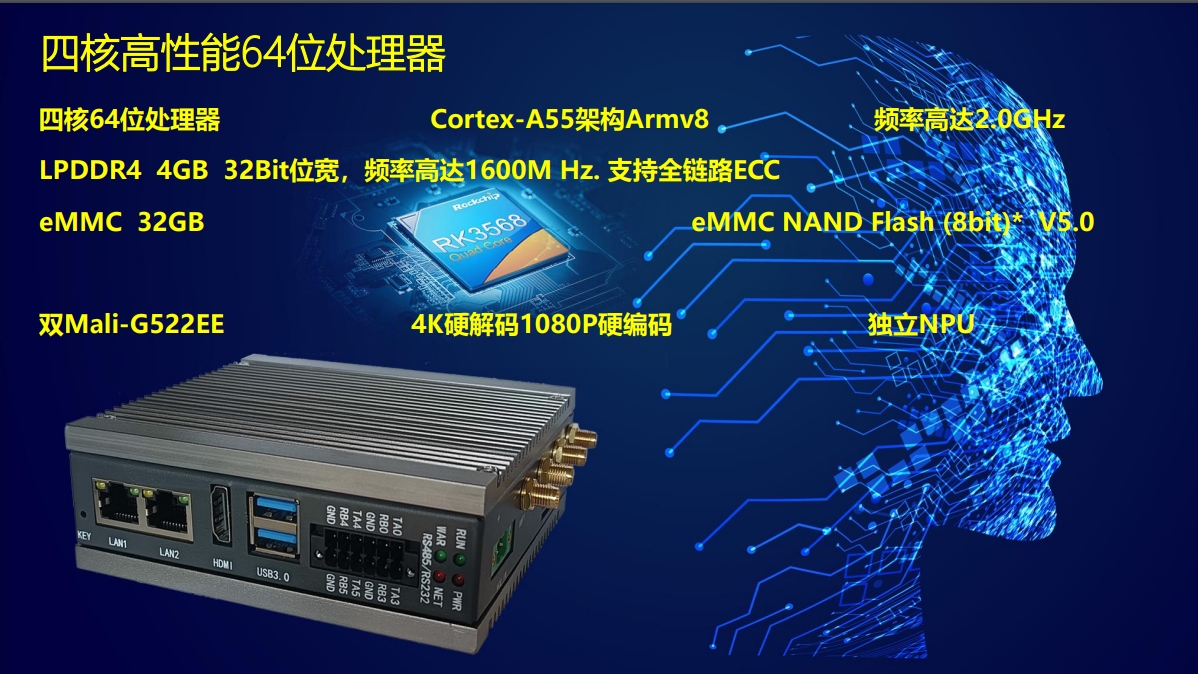 四核高性能64位处理器
四核64位处理器 Cortex-A55架构Armv8 频率高达2.0GHz
LPDDR4 4GB 32Bit位宽，频率高达1600M Hz. 支持全链路ECC
Rockchip
eMMC 32GB eMMC NAND Flash (8bit)* V5.0
RK3568
Quad Core
双Mali-G522EE 4K硬解码1080P硬编码 独立NPU
KEY LAN1 LAN2 HDMI USB3.0
GND RB4 TA4 GND RB0 TA0
GND RB5 TA5 GND RB3 TA3
RS485/RS232
WAR RUN
NET PWR